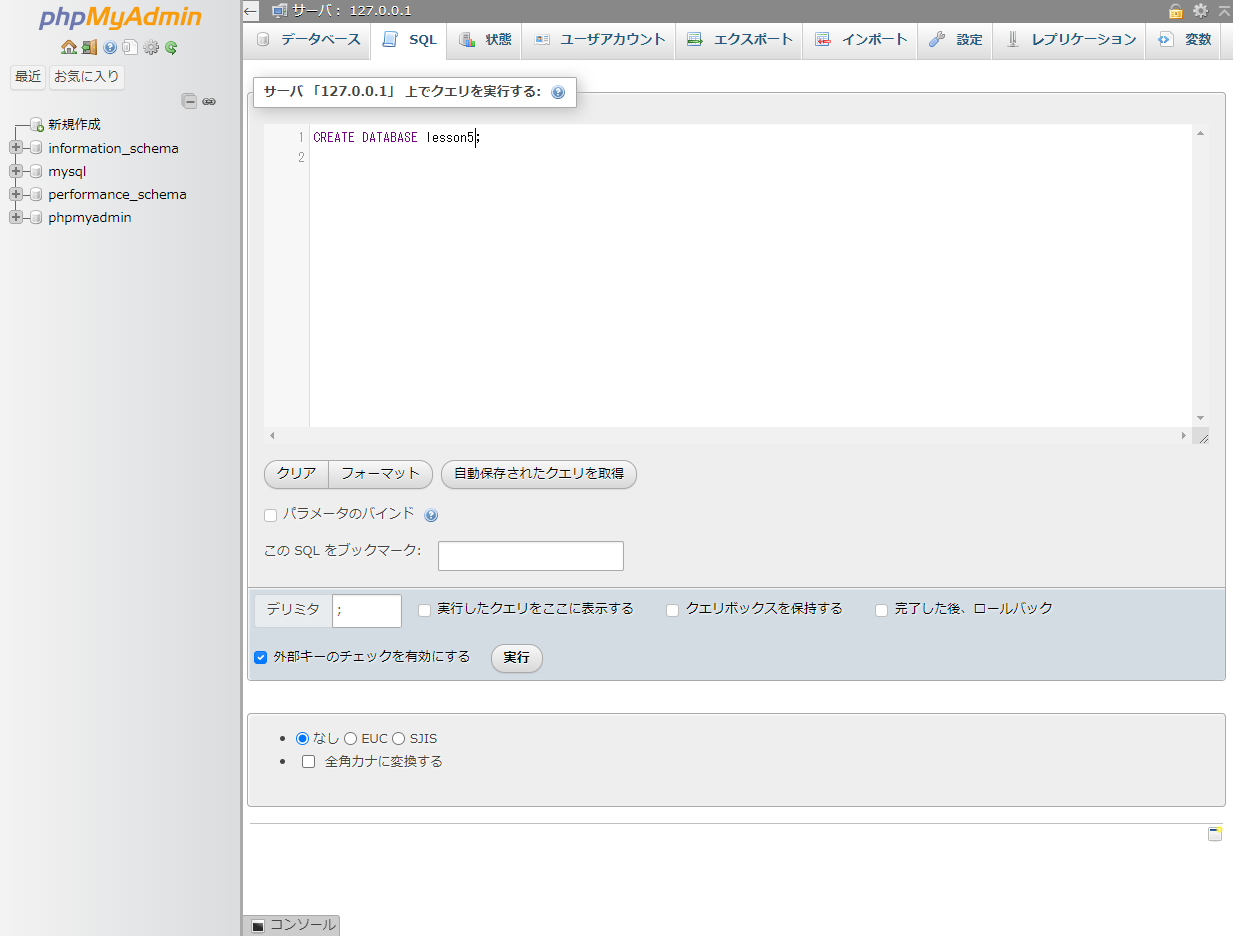 phpMyAdmin
最近 お気に入り
新規作成
information_schema
mysql
performance_schema
phpmyadmin
サーバ: 127.0.0.1
データベース SQL 状態 ユーザアカウント エクスポート インポート 設定 レプリケーション 変数
サーバ 「127.0.0.1」 上でクエリを実行する:
1 CREATE DATABASE lesson5;
2
クリア フォーマット 自動保存されたクエリを取得
パラメータのバインド
この SQL をブックマーク:
デリミタ ; 実行したクエリをここに表示する クエリボックスを保持する 完了した後、ロールバック
外部キーのチェックを有効にする 実行
なし EUC SJIS
全角カナに変換する
コンソール